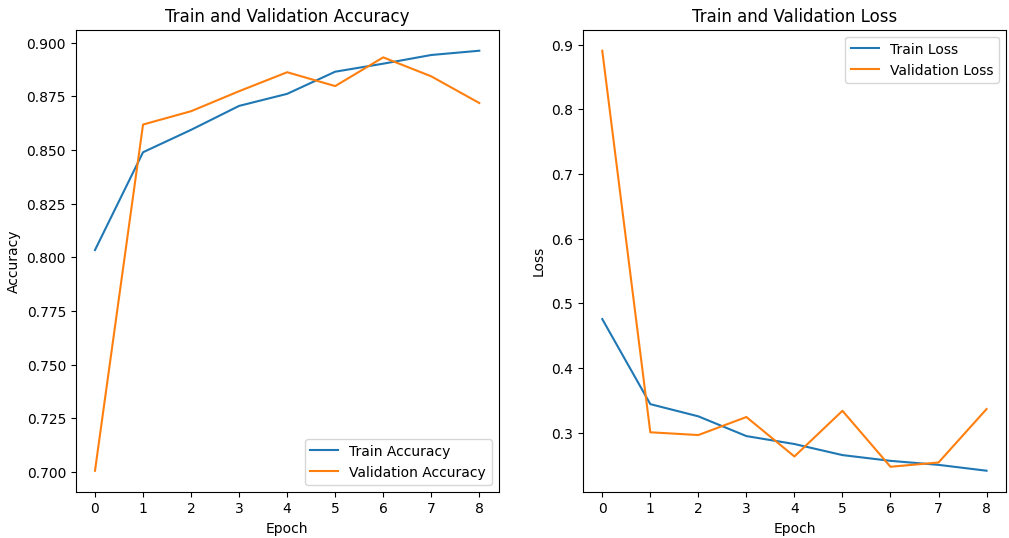 Train and Validation Accuracy
0.900
0.875
0.850
0.825
0.800
0.775
0.750
0.725
0.700
Accuracy
0 1 2 3 4 5 6 7 8
Epoch
Train Accuracy
Validation Accuracy
Train and Validation Loss
0.9
0.8
0.7
0.6
0.5
0.4
0.3
Loss
0 1 2 3 4 5 6 7 8
Epoch
Train Loss
Validation Loss